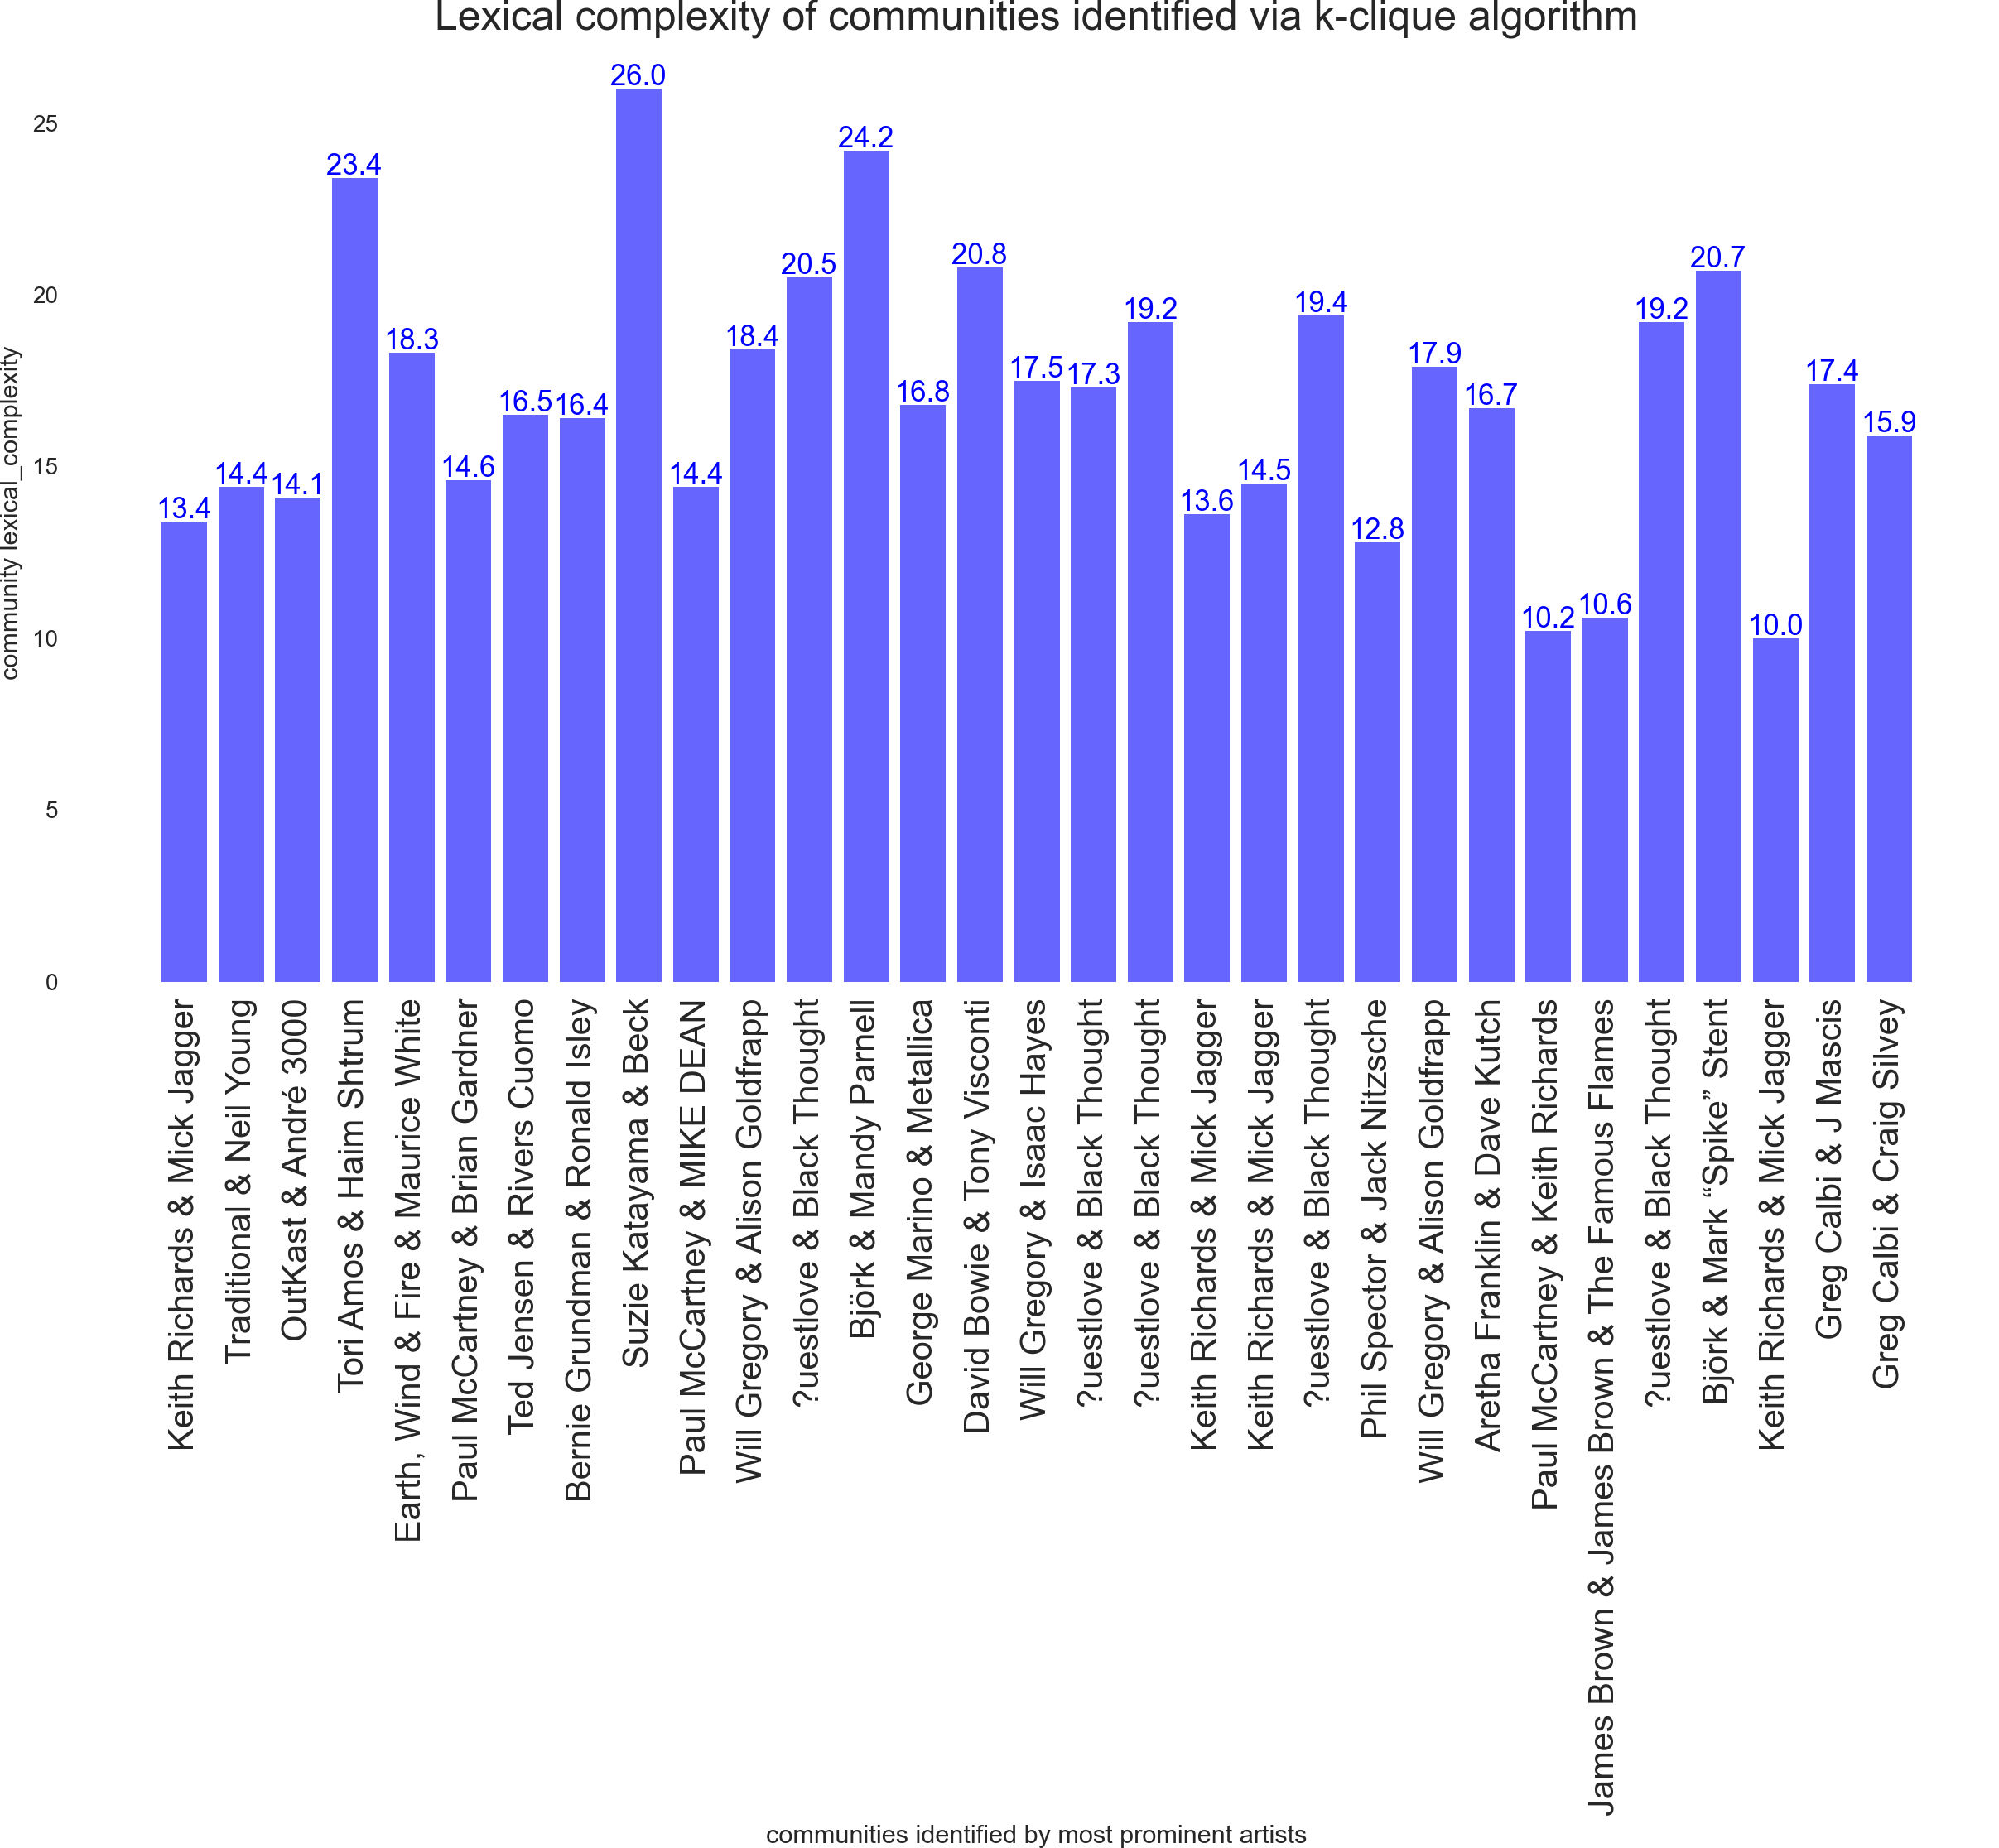 Lexical complexity of communities identified via k-clique algorithm
community lexical_complexity
25
20
15
10
5
0
13.4
14.4
14.1
23.4
18.3
14.6
16.5
16.4
26.0
14.4
18.4
20.5
24.2
16.8
20.8
17.5
17.3
19.2
13.6
14.5
19.4
12.8
17.9
16.7
10.2
10.6
19.2
20.7
10.0
17.4
15.9
Keith Richards & Mick Jagger
Traditional & Neil Young
OutKast & André 3000
Tori Amos & Haim Shtrum
Earth, Wind & Fire & Maurice White
Paul McCartney & Brian Gardner
Ted Jensen & Rivers Cuomo
Bernie Grundman & Ronald Isley
Suzie Katayama & Beck
Paul McCartney & MIKE DEAN
Will Gregory & Alison Goldfrapp
?uestlove & Black Thought
Björk & Mandy Parnell
George Marino & Metallica
David Bowie & Tony Visconti
Will Gregory & Isaac Hayes
?uestlove & Black Thought
?uestlove & Black Thought
Keith Richards & Mick Jagger
Keith Richards & Mick Jagger
?uestlove & Black Thought
Phil Spector & Jack Nitzsche
Will Gregory & Alison Goldfrapp
Aretha Franklin & Dave Kutch
Paul McCartney & Keith Richards
James Brown & James Brown & The Famous Flames
?uestlove & Black Thought
Björk & Mark “Spike” Stent
Keith Richards & Mick Jagger
Greg Calbi & J Mascis
Greg Calbi & Craig Silvey
communities identified by most prominent artists